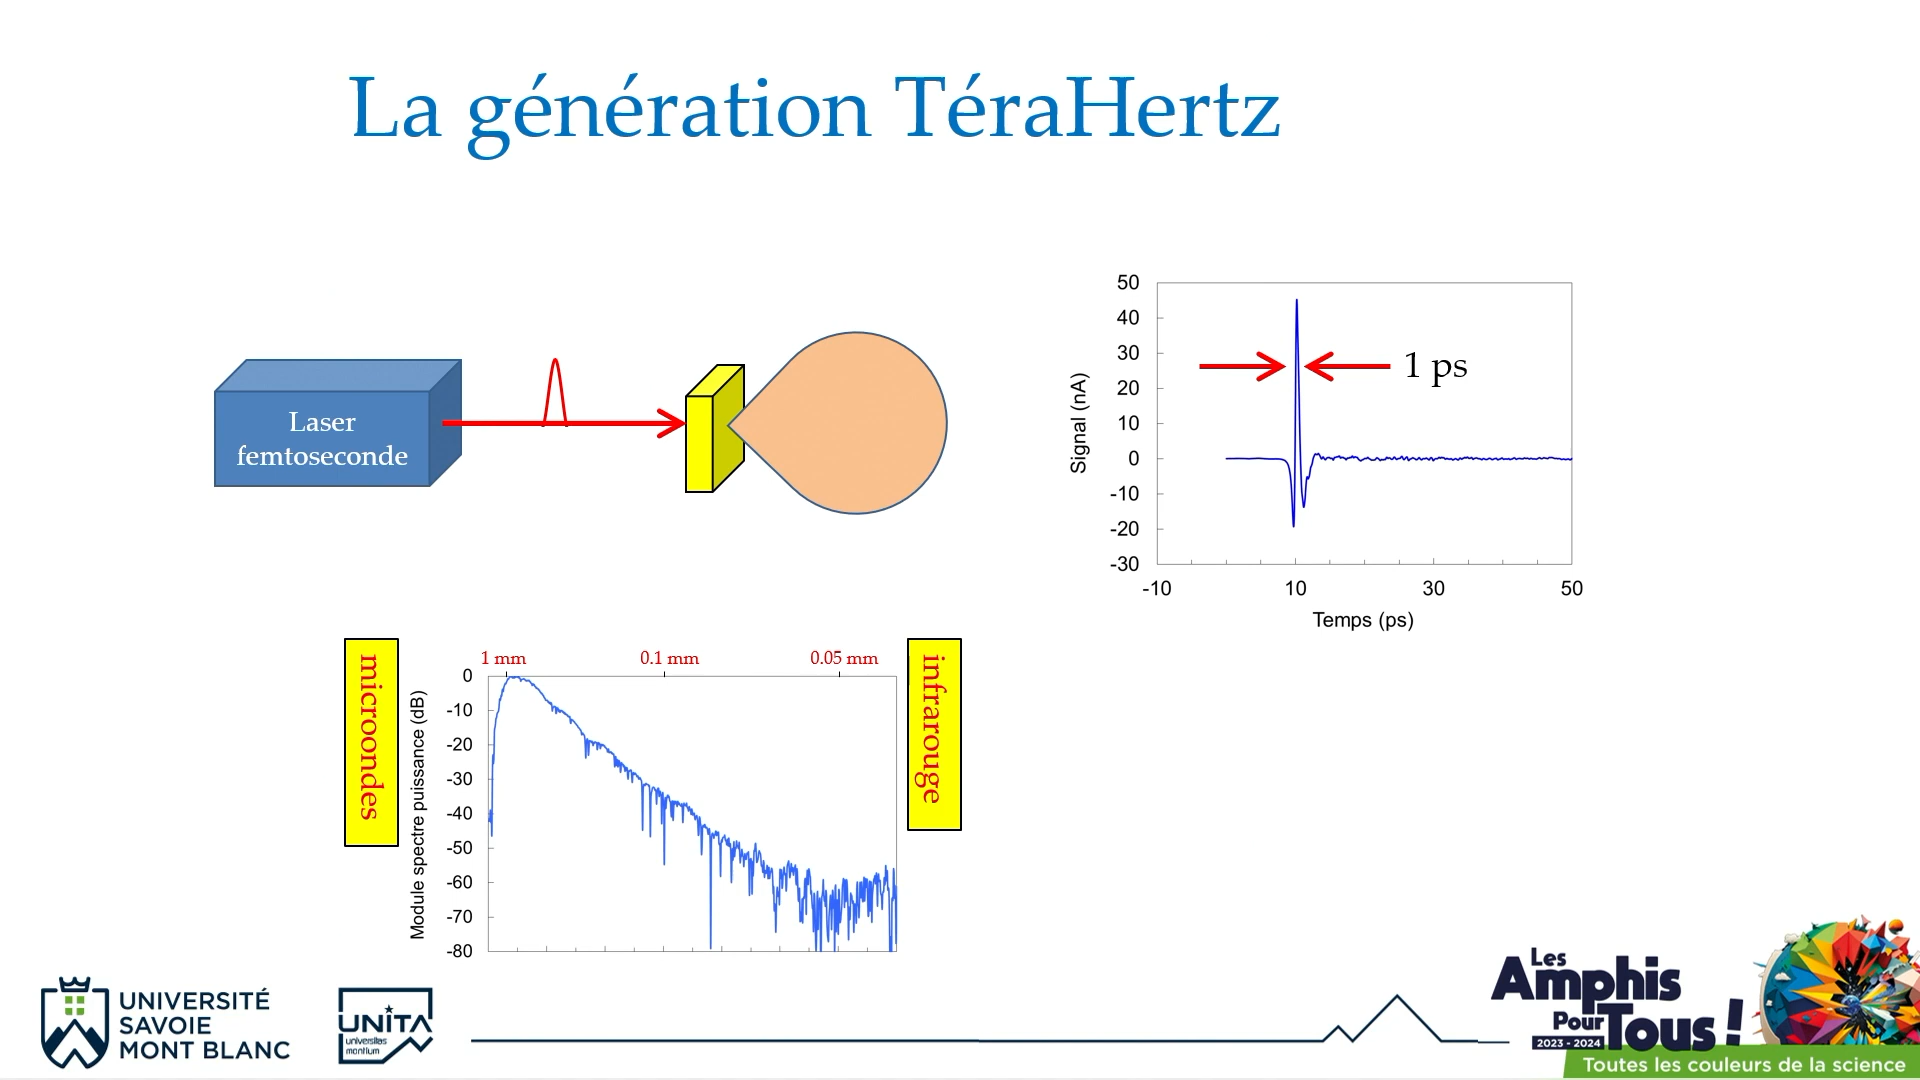 La génération TéraHertz
Laser
femtoseconde
50
40
30
20
10
0
-10
-20
-30
-10
10
30
50
Signal (nA)
Temps (ps)
1 ps
microondes
infrarouge
1 mm
0.1 mm
0.05 mm
Module spectre puissance (dB)
0
-10
-20
-30
-40
-50
-60
-70
-80
UNIVERSITÉ
SAVOIE
MONT BLANC
UNITA
universitas
montium
Les
Amphis
Pour
Tous !
2023 - 2024
Toutes les couleurs de la science